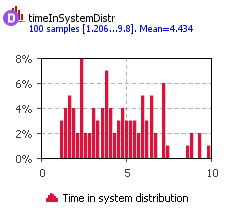 D timeInSystemDistr
100 samples [1.206...9.8]. Mean=4.434
8%
6%
4%
2%
0%
0 5 10
Time in system distribution